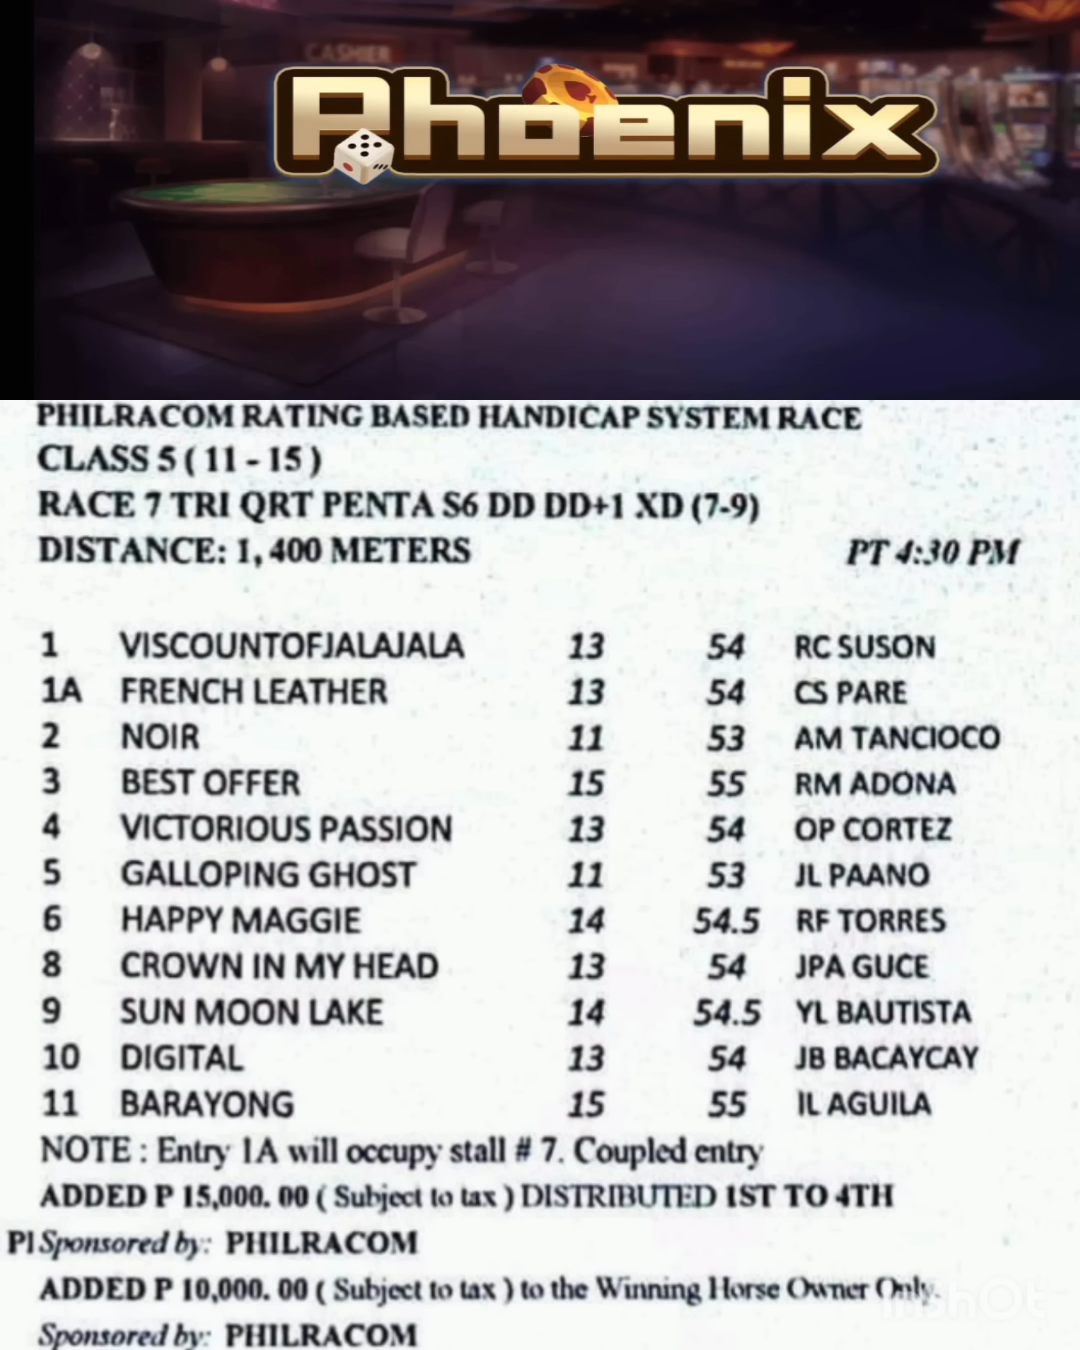 CASHIER
Phoenix
PHILRACOM RATING BASED HANDICAP SYSTEM RACE
CLASS 5 ( 11 - 15 )
RACE 7 TRI QRT PENTA S6 DD DD+1 XD (7-9)
DISTANCE: 1, 400 METERS PT 4:30 PM
1 VISCOUNTOFJALAJALA 13 54 RC SUSON
1A FRENCH LEATHER 13 54 CS PARE
2 NOIR 11 53 AM TANCIOCO
3 BEST OFFER 15 55 RM ADONA
4 VICTORIOUS PASSION 13 54 OP CORTEZ
5 GALLOPING GHOST 11 53 JL PAANO
6 HAPPY MAGGIE 14 54.5 RF TORRES
8 CROWN IN MY HEAD 13 54 JPA GUCE
9 SUN MOON LAKE 14 54.5 YL BAUTISTA
10 DIGITAL 13 54 JB BACAYCAY
11 BARAYONG 15 55 IL AGUILA
NOTE : Entry 1A will occupy stall # 7. Coupled entry
ADDED P 15,000. 00 ( Subject to tax ) DISTRIBUTED 1ST TO 4TH
Sponsored by: PHILRACOM
ADDED P 10,000. 00 ( Subject to tax ) to the Winning Horse Owner Only.
InShOt
Sponsored by: PHILRACOM